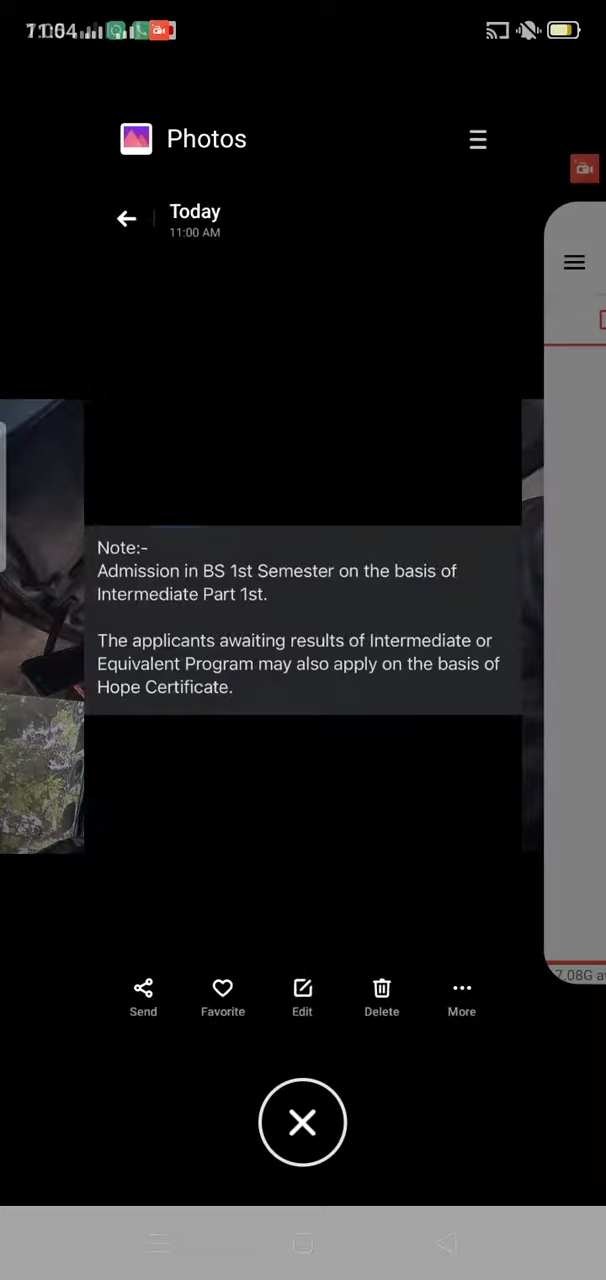 Photos
Today
11:00 AM
Note:-
Admission in BS 1st Semester on the basis of
Intermediate Part 1st.
The applicants awaiting results of Intermediate or
Equivalent Program may also apply on the basis of
Hope Certificate.
7.08G
Send
Favorite
Edit
Delete
More